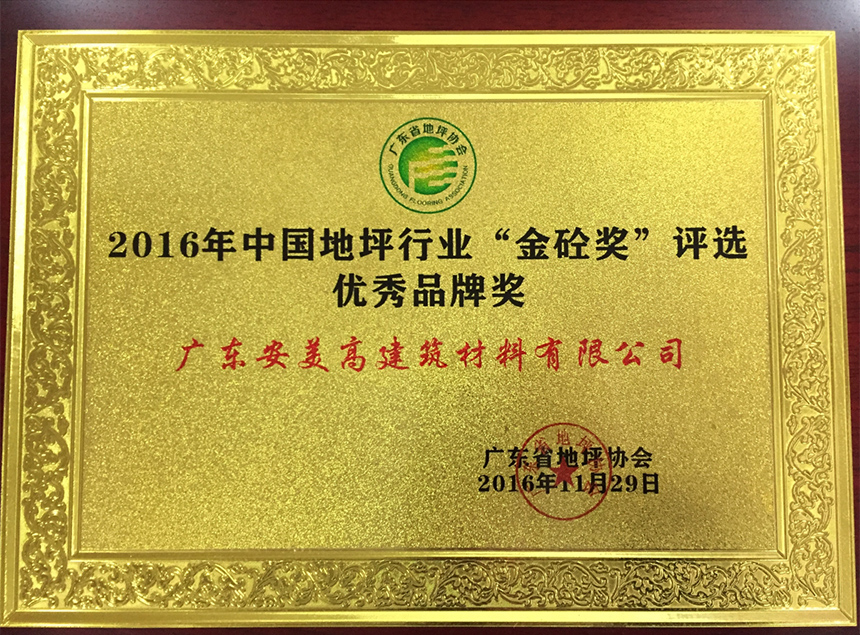 广东省地坪协会
GUANGDONG FLOORING ASSOCIATION
2016年中国地坪行业“金砼奖”评选
优秀品牌奖
广东安美高建筑材料有限公司
广东省地坪协会
2016年11月29日